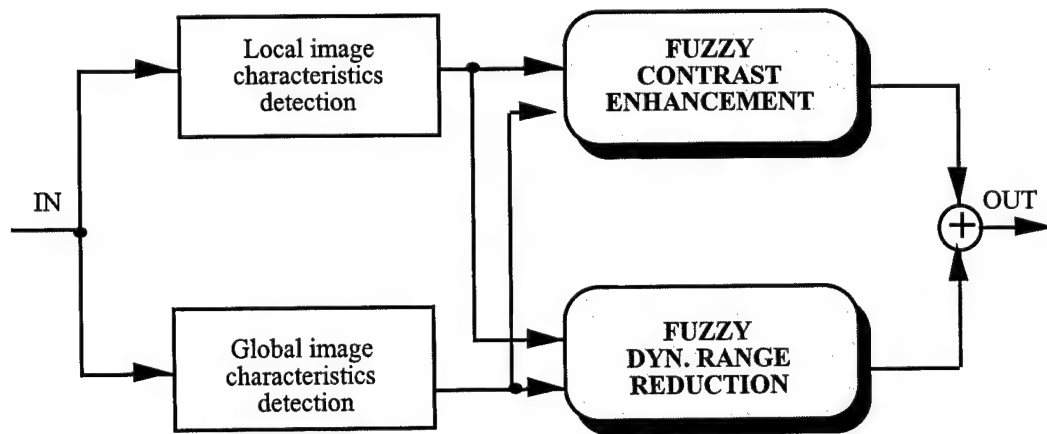 Local image
characteristics
detection
FUZZY
CONTRAST
ENHANCEMENT
IN
+
OUT
Global image
characteristics
detection
FUZZY
DYN. RANGE
REDUCTION